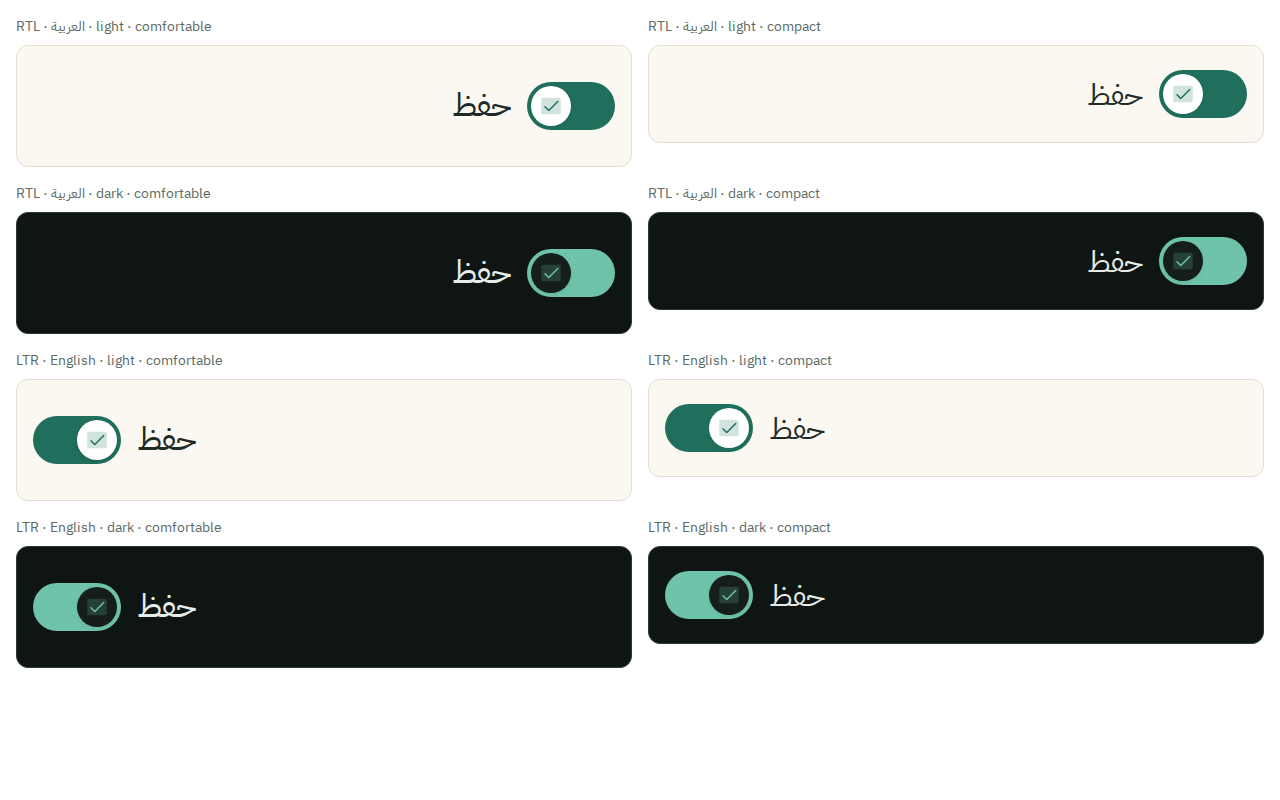 RTL · العربية · light · comfortable
حفظ
RTL · العربية · light · compact
حفظ
RTL · العربية · dark · comfortable
حفظ
RTL · العربية · dark · compact
حفظ
LTR · English · light · comfortable
حفظ
LTR · English · light · compact
حفظ
LTR · English · dark · comfortable
حفظ
LTR · English · dark · compact
حفظ